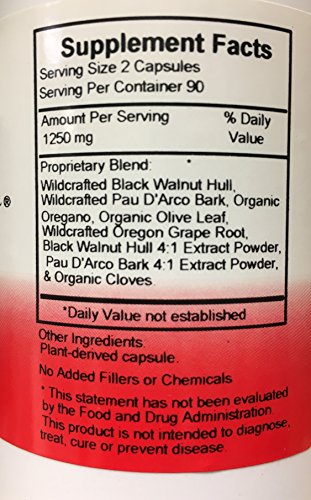 Supplement Facts
Serving Size 2 Capsules
Serving Per Container 90
Amount Per Serving % Daily
1250 mg Value
Proprietary Blend: *
Wildcrafted Black Walnut Hull,
Wildcrafted Pau D'Arco Bark, Organic
Oregano, Organic Olive Leaf,
Wildcrafted Oregon Grape Root,
Black Walnut Hull 4:1 Extract Powder,
Pau D'Arco Bark 4:1 Extract Powder,
& Organic Cloves
*Daily Value not established
Other Ingredients:
Plant-derived capsule.
No Added Fillers or Chemicals
* This statement has not been evaluated
by the Food and Drug Administration.
This product is not intended to diagnose,
treat, cure or prevent disease.
®